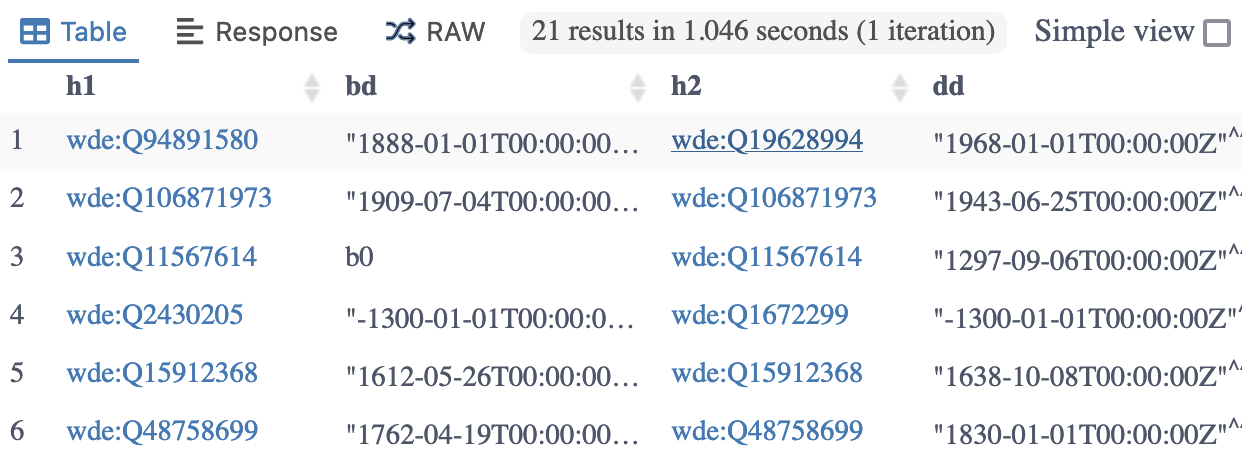 Table Response RAW 21 results in 1.046 seconds (1 iteration) Simple view
h1 bd h2 dd
1 wde:Q94891580 "1888-01-01T00:00:00... wde:Q19628994 "1968-01-01T00:00:00Z"^
2 wde:Q106871973 "1909-07-04T00:00:00... wde:Q106871973 "1943-06-25T00:00:00Z"^
3 wde:Q11567614 b0 wde:Q11567614 "1297-09-06T00:00:00Z"^
4 wde:Q2430205 "-1300-01-01T00:00:0... wde:Q1672299 "-1300-01-01T00:00:00Z"
5 wde:Q15912368 "1612-05-26T00:00:00... wde:Q15912368 "1638-10-08T00:00:00Z"^
6 wde:Q48758699 "1762-04-19T00:00:00... wde:Q48758699 "1830-01-01T00:00:00Z"^